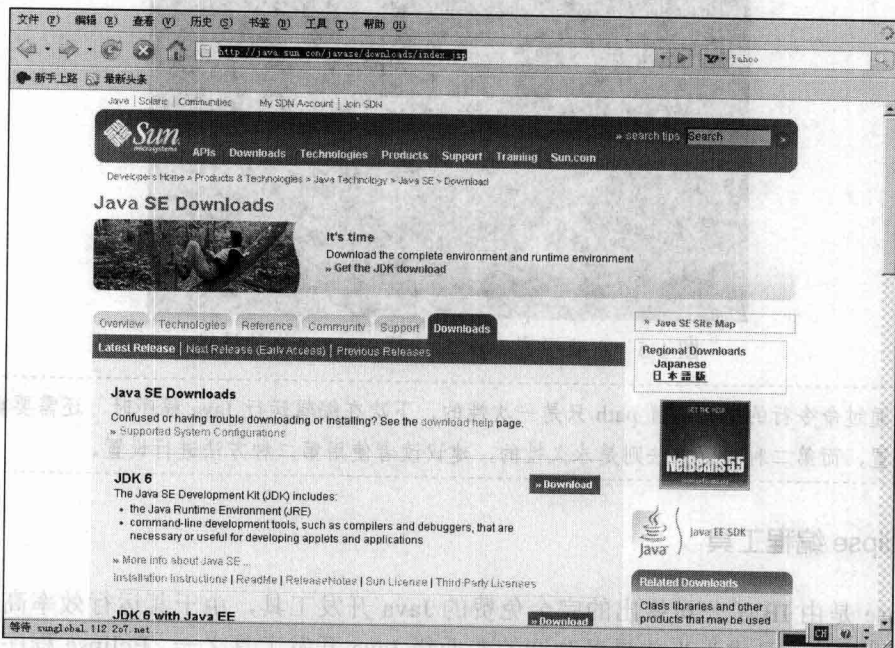 文件(F) 编辑(E) 查看(V) 历史(S) 书签(B) 工具(T) 帮助(H)
http://java.sun.com/javase/downloads/index.jsp
Yahoo
新手上路 最新头条
Java | Solaris | Communities My SDN Account | Join SDN
Sun
microsystems
» search tips Search
APIs Downloads Technologies Products Support Training Sun.com
Developers Home » Products & Technologies » Java Technology » Java SE » Download
Java SE Downloads
It's time
Download the complete environment and runtime environment
» Get the JDK download
Overview Technologies Reference Community Support Downloads
» Java SE Site Map
Latest Release | Next Release (Early Access) | Previous Releases
Regional Downloads
Japanese
日本語版
Java SE Downloads
Confused or having trouble downloading or installing? See the download help page.
» Supported System Configurations
GET THE NEW
NetBeans 5.5
JDK 6
» Download
The Java SE Development Kit (JDK) includes:
• the Java Runtime Environment (JRE)
• command-line development tools, such as compilers and debuggers, that are
necessary or useful for developing applets and applications
Java
Java EE SDK
» More info about Java SE ...
Installation Instructions | ReadMe | ReleaseNotes | Sun License | Third-Party Licenses
Related Downloads
Class libraries and other
products that may be used
JDK 6 with Java EE
» Download
等待 sunglobal.112.2o7.net
CH